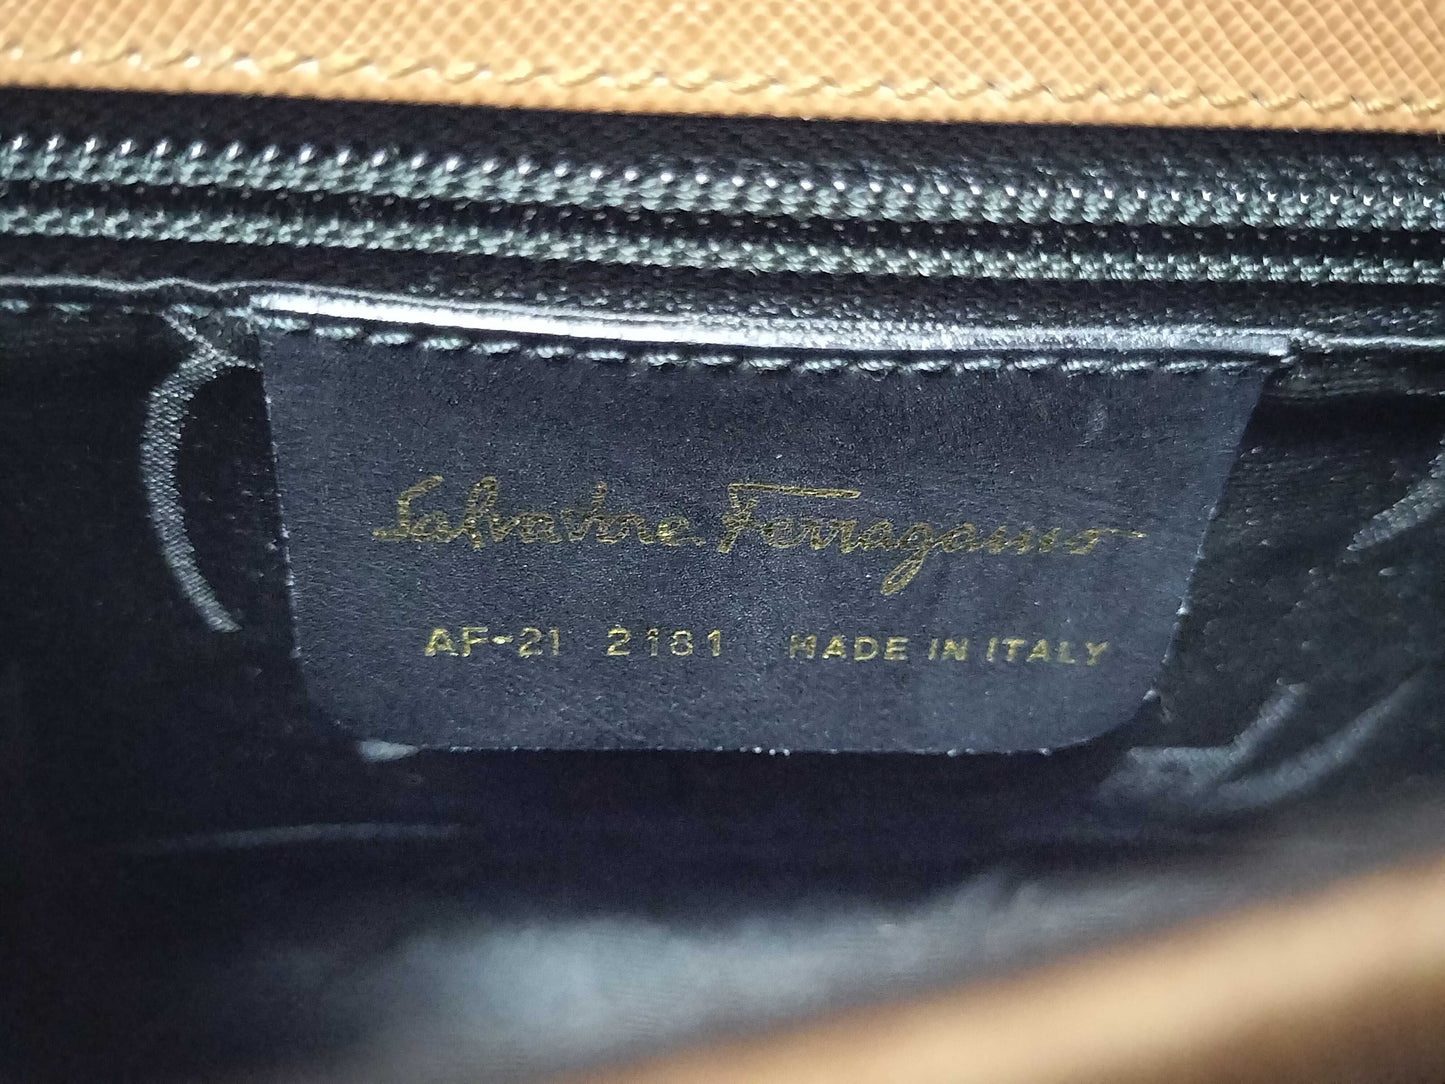 Salvatore Ferragamo
AF-21 2181 MADE IN ITALY